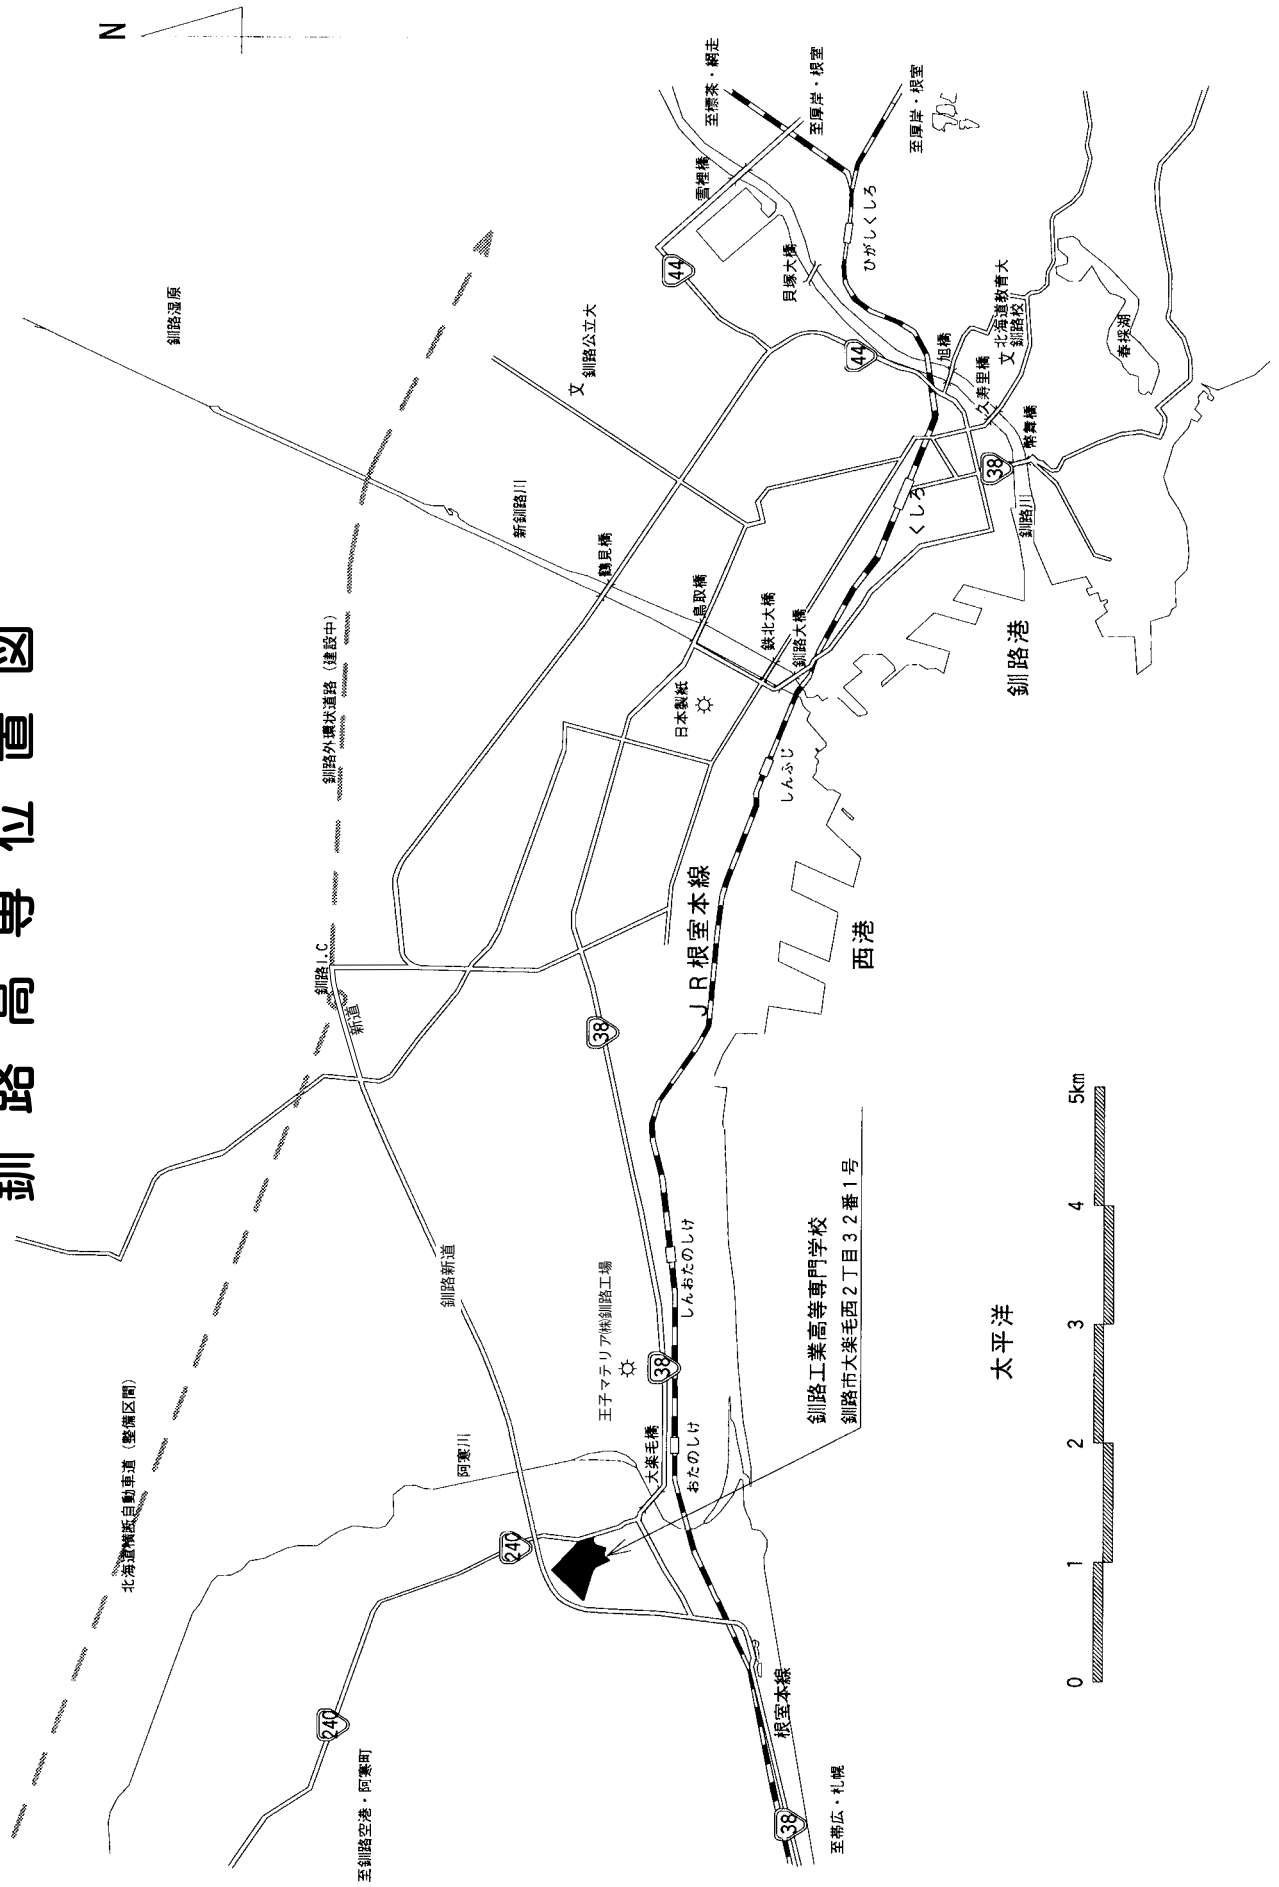 釧路高専位置図
N
北海道横断自動車道（整備区間）
釧路湿原
至釧路空港・阿寒町
240
新道
釧路I.C
釧路外環状道路（建設中）
釧路新道
阿寒川
240
新釧路川
文
釧路公立大
鶴見橋
38
王子マテリア㈱釧路工場
大楽毛橋
38
日本製紙
鳥取橋
44
雪裡橋
至標茶・網走
至厚岸・根室
おたのしけ
しんおたのしけ
JR根室本線
しんふじ
鉄北大橋
釧路大橋
貝塚大橋
44
ひがしくしろ
至厚岸・根室
根室本線
38
至帯広・札幌
釧路工業高等専門学校
釧路市大楽毛西2丁目32番1号
西港
くしろ
旭橋
久寿里橋
文
北海道教育大
釧路校
38
幣舞橋
釧路川
春採湖
釧路港
太平洋
0
1
2
3
4
5km